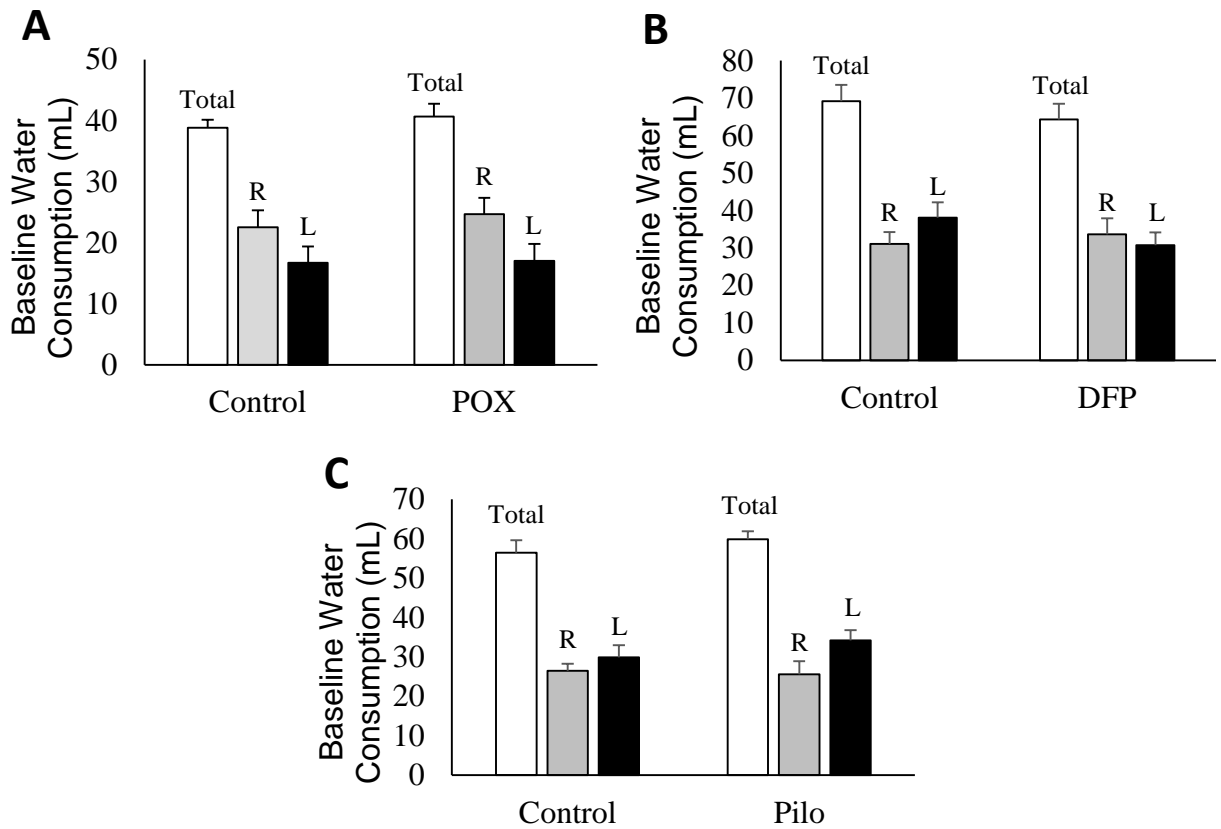 A
Baseline Water
Consumption (mL)
50
40
30
20
10
0
Total
R
L
Total
R
L
Control
POX
B
Baseline Water
Consumption (mL)
80
70
60
50
40
30
20
10
0
Total
R
L
Total
R
L
Control
DFP
C
Baseline Water
Consumption (mL)
70
60
50
40
30
20
10
0
Total
R
L
Total
R
L
Control
Pilo